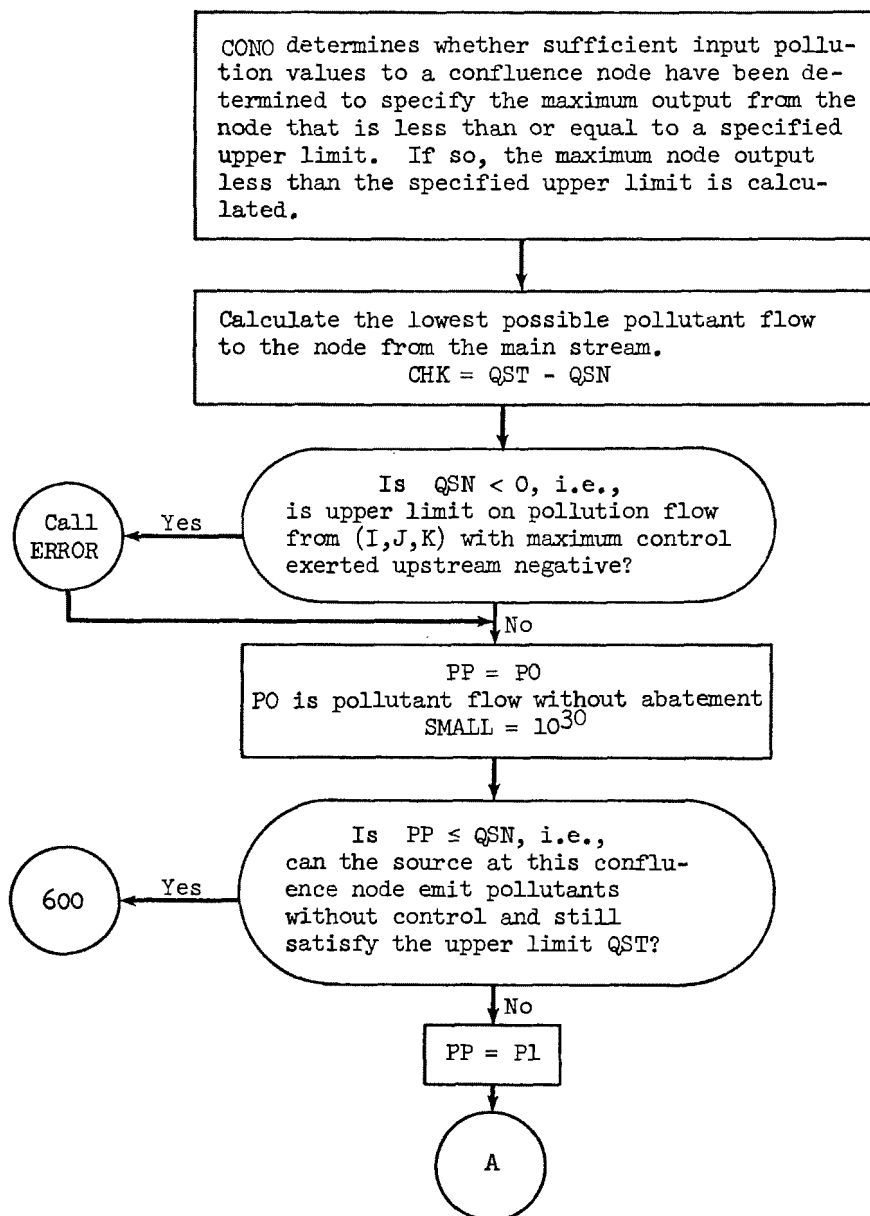 CONO determines whether sufficient input pollu-
tion values to a confluence node have been de-
termined to specify the maximum output from the
node that is less than or equal to a specified
upper limit. If so, the maximum node output
less than the specified upper limit is calcu-
lated.
Calculate the lowest possible pollutant flow
to the node from the main stream.
CHK = QST - QSN
Is QSN < 0, i.e.,
is upper limit on pollution flow
from (I,J,K) with maximum control
exerted upstream negative?
Yes
Call
ERROR
No
PP = PO
PO is pollutant flow without abatement
SMALL = 10³⁰
Is PP ≤ QSN, i.e.,
can the source at this conflu-
ence node emit pollutants
without control and still
satisfy the upper limit QST?
Yes
600
No
PP = P1
A